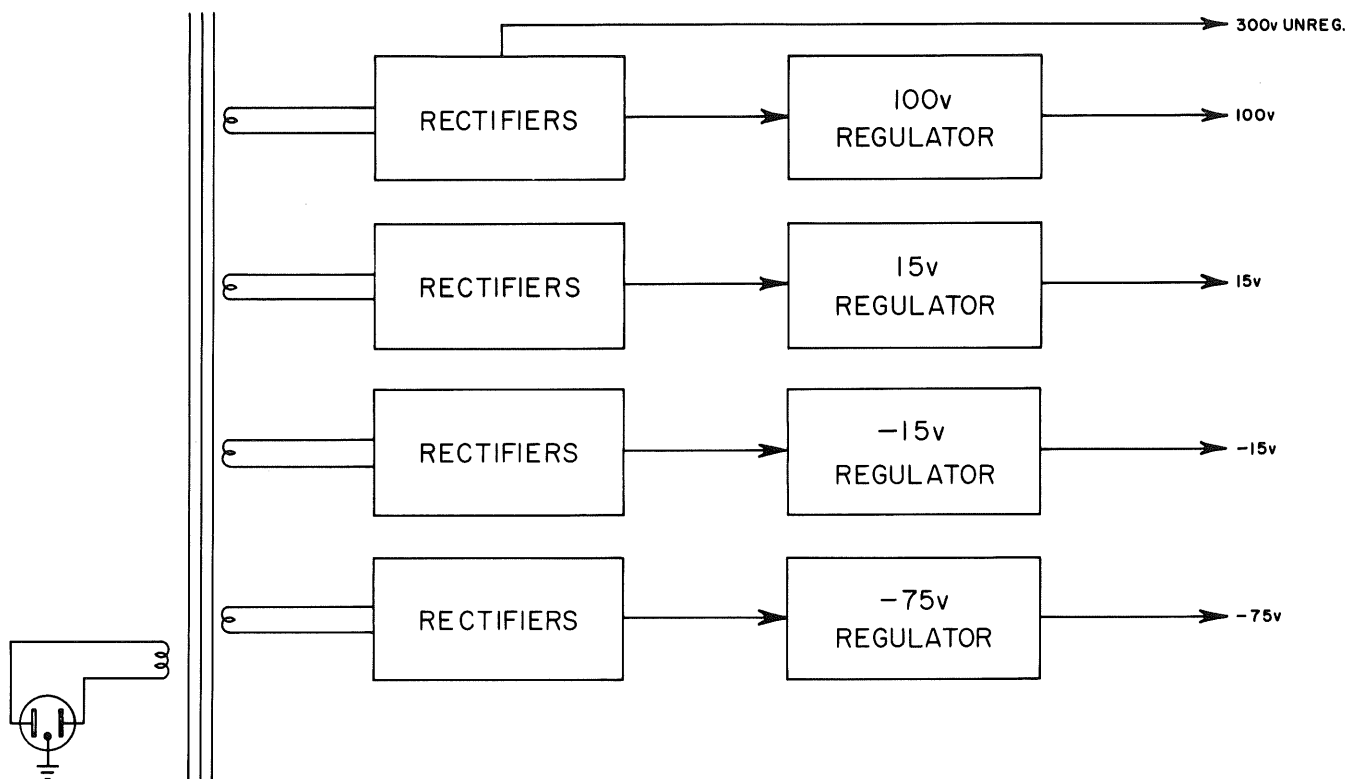 300v UNREG.
RECTIFIERS
100v
REGULATOR
100v
RECTIFIERS
15v
REGULATOR
15v
RECTIFIERS
-15v
REGULATOR
-15v
RECTIFIERS
-75v
REGULATOR
-75v